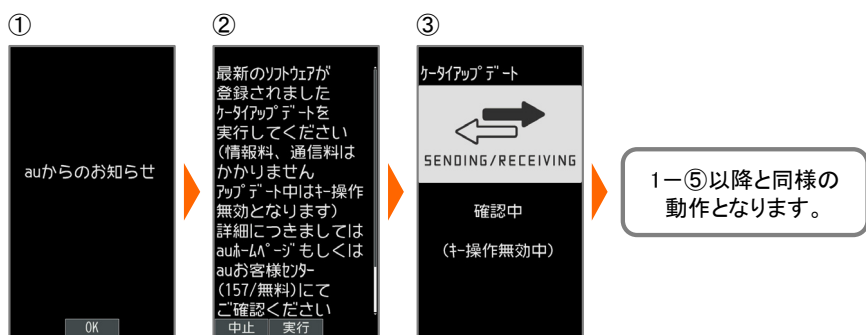 ①
auからのお知らせ
OK
②
最新のｿﾌﾄｳｪｱが
登録されました
ｹｰﾀｲｱｯﾌﾟﾃﾞｰﾄを
実行してください
(情報料、通信料は
かかりません
ｱｯﾌﾟﾃﾞｰﾄ中はｷｰ操作
無効となります)
詳細につきましては
auﾎｰﾑﾍﾟｰｼﾞもしくは
auお客様ｾﾝﾀｰ
(157/無料)にて
ご確認ください
中止 実行
③
ｹｰﾀｲｱｯﾌﾟﾃﾞｰﾄ
SENDING/RECEIVING
確認中
(ｷｰ操作無効中)
1－⑤以降と同様の
動作となります。